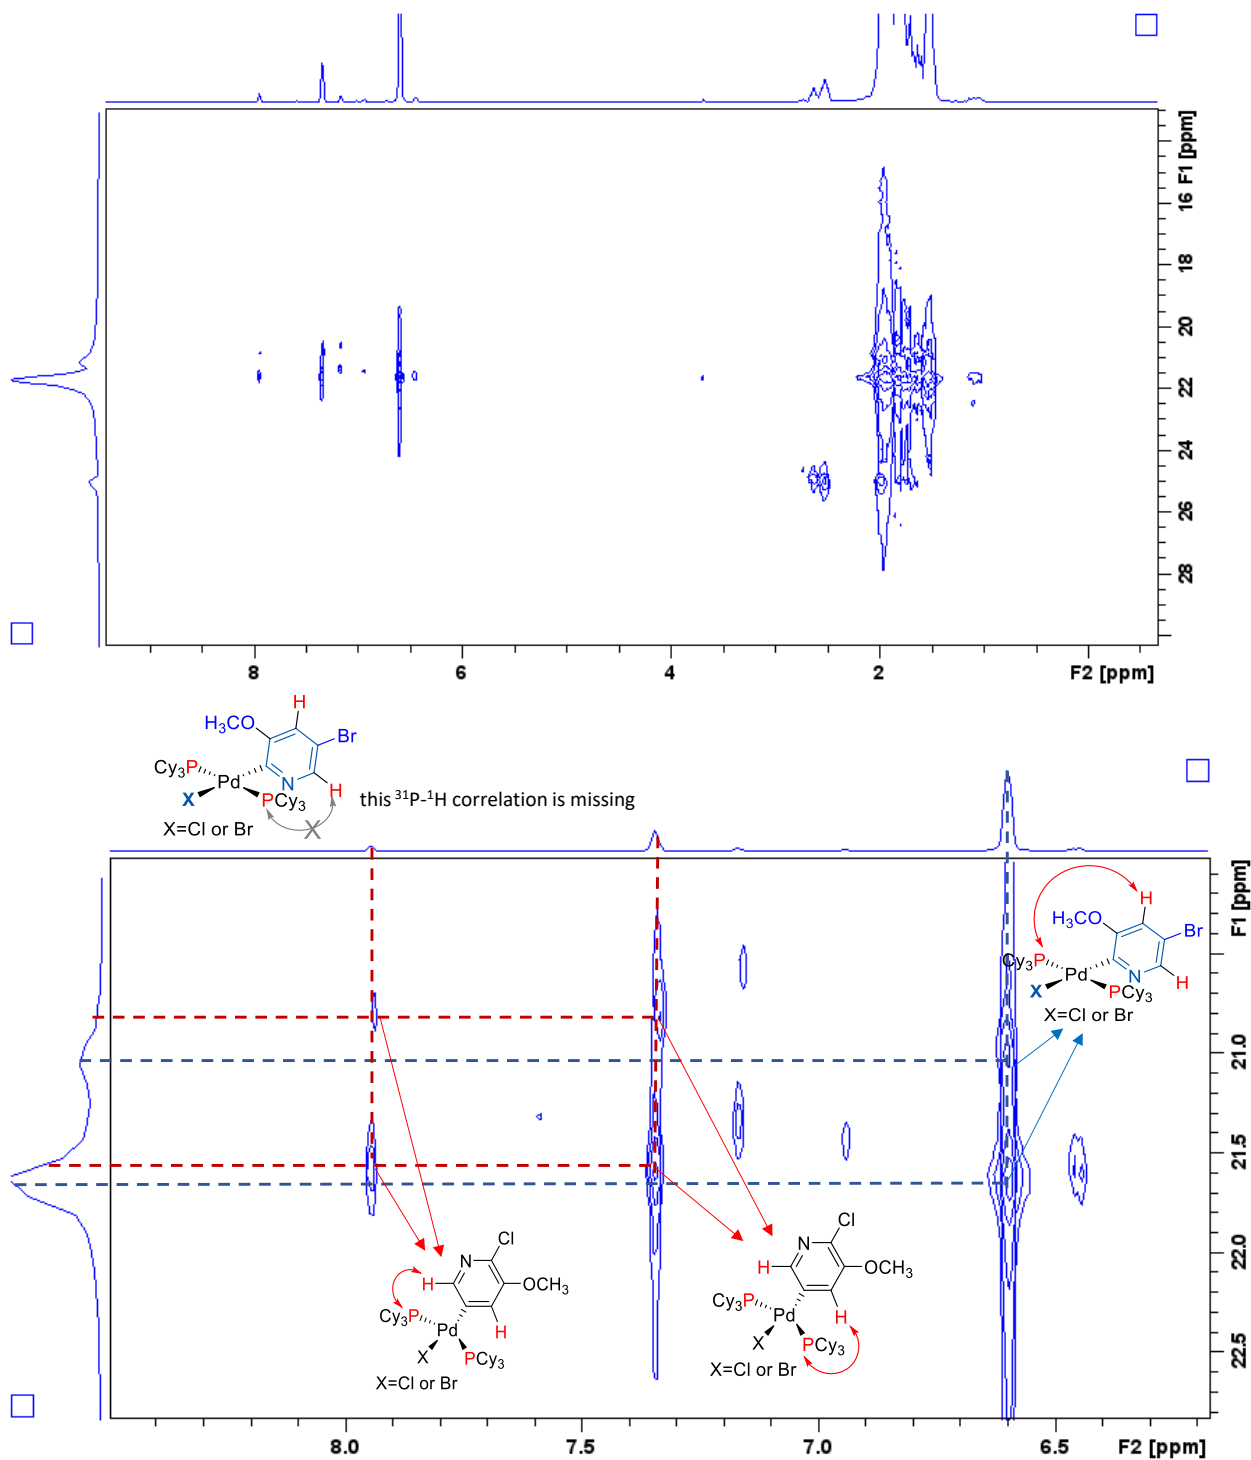 F1 [ppm]
16
18
20
22
24
26
28
8
6
4
2
F2 [ppm]
H
H₃CO
Br
Cy₃P
Pd
N
H
X
PCy₃
X
X=Cl or Br
this ³¹P-¹H correlation is missing
F1 [ppm]
H
H₃CO
Br
Cy₃P
Pd
N
H
X
PCy₃
X=Cl or Br
21.0
21.5
22.0
22.5
Cl
N
H
OCH₃
Cy₃P
H
Pd
X
PCy₃
X=Cl or Br
Cl
N
H
OCH₃
Cy₃P
H
Pd
X
PCy₃
X=Cl or Br
8.0
7.5
7.0
6.5
F2 [ppm]